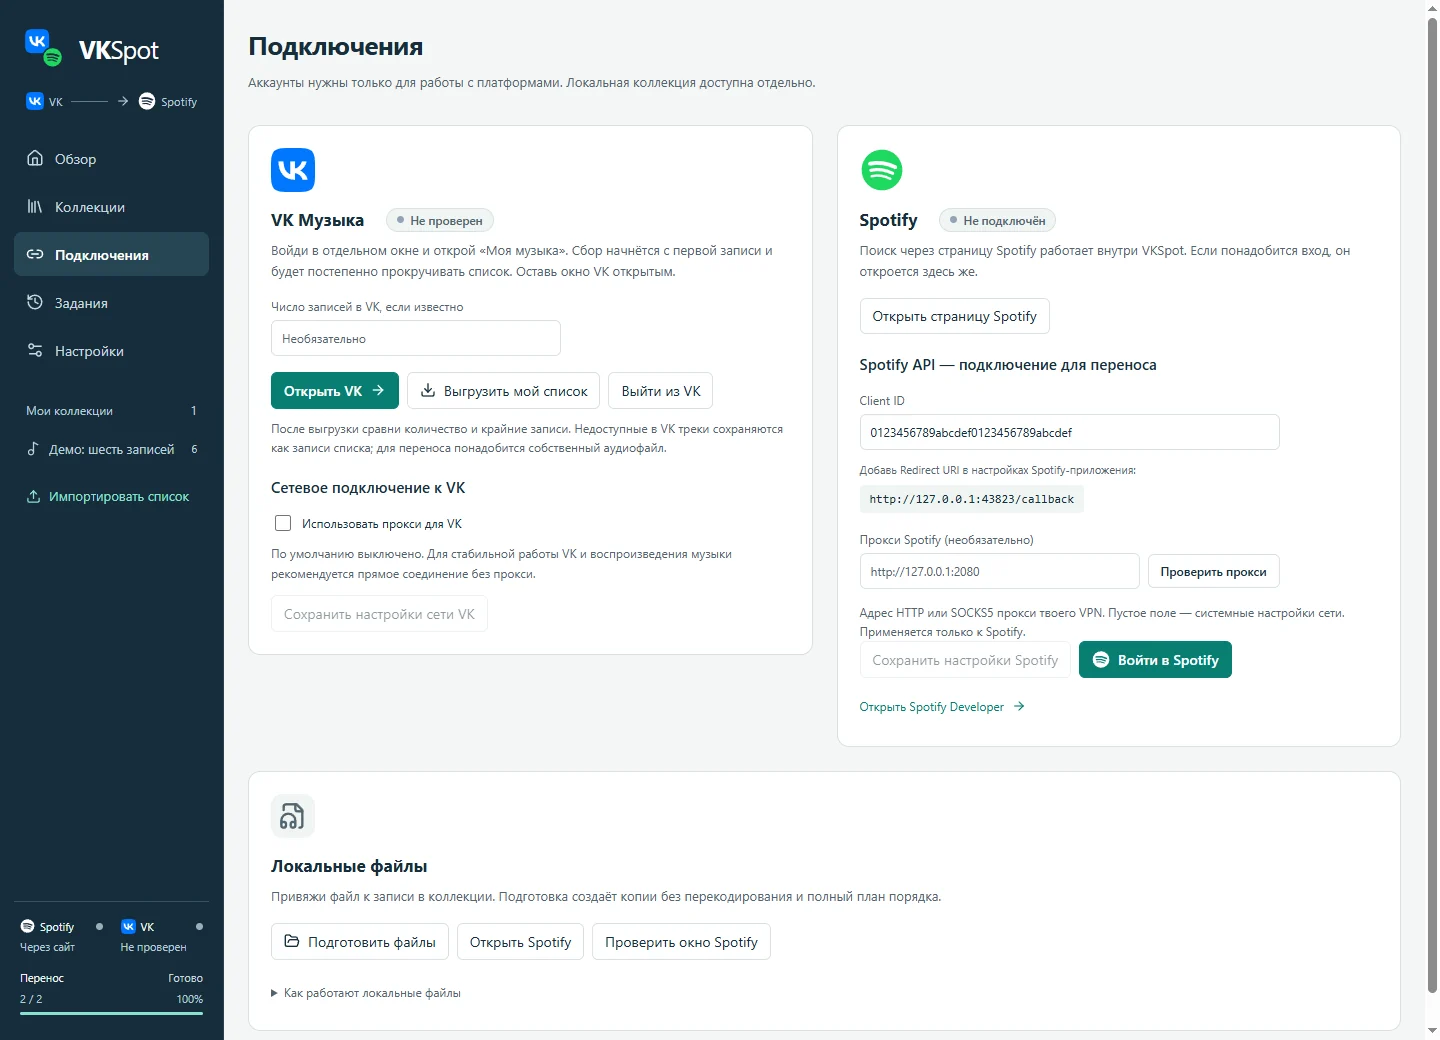 VKSpot
VK
Spotify
Обзор
Коллекции
Подключения
Задания
Настройки
Мои коллекции 1
Демо: шесть записей 6
Импортировать список
Spotify
VK
Через сайт
Не проверен
Перенос Готово
2 / 2 100%
Подключения
Аккаунты нужны только для работы с платформами. Локальная коллекция доступна отдельно.
VK Музыка
Не проверен
Войди в отдельном окне и открой «Моя музыка». Сбор начнётся с первой записи и
будет постепенно прокручивать список. Оставь окно VK открытым.
Число записей в VK, если известно
Необязательно
Открыть VK
Выгрузить мой список
Выйти из VK
После выгрузки сравни количество и крайние записи. Недоступные в VK треки сохраняются
как записи списка; для переноса понадобится собственный аудиофайл.
Сетевое подключение к VK
Использовать прокси для VK
По умолчанию выключено. Для стабильной работы VK и воспроизведения музыки
рекомендуется прямое соединение без прокси.
Сохранить настройки сети VK
Spotify
Не подключён
Поиск через страницу Spotify работает внутри VKSpot. Если понадобится вход, он
откроется здесь же.
Открыть страницу Spotify
Spotify API — подключение для переноса
Client ID
0123456789abcdef0123456789abcdef
Добавь Redirect URI в настройках Spotify-приложения:
http://127.0.0.1:43823/callback
Прокси Spotify (необязательно)
http://127.0.0.1:2080
Проверить прокси
Адрес HTTP или SOCKS5 прокси твоего VPN. Пустое поле — системные настройки сети.
Применяется только к Spotify.
Сохранить настройки Spotify
Войти в Spotify
Открыть Spotify Developer
Локальные файлы
Привяжи файл к записи в коллекции. Подготовка создаёт копии без перекодирования и полный план порядка.
Подготовить файлы
Открыть Spotify
Проверить окно Spotify
Как работают локальные файлы